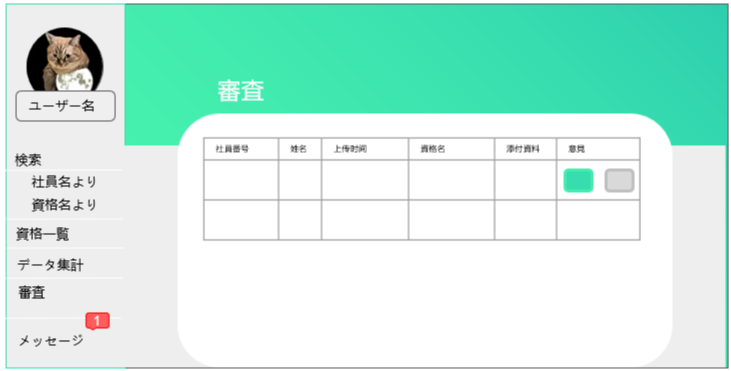 ユーザー名
検索
社員名より
資格名より
資格一覧
データ集計
審査
1
メッセージ
審査
社員番号 姓名 上传时间 資格名 添付資料 意見